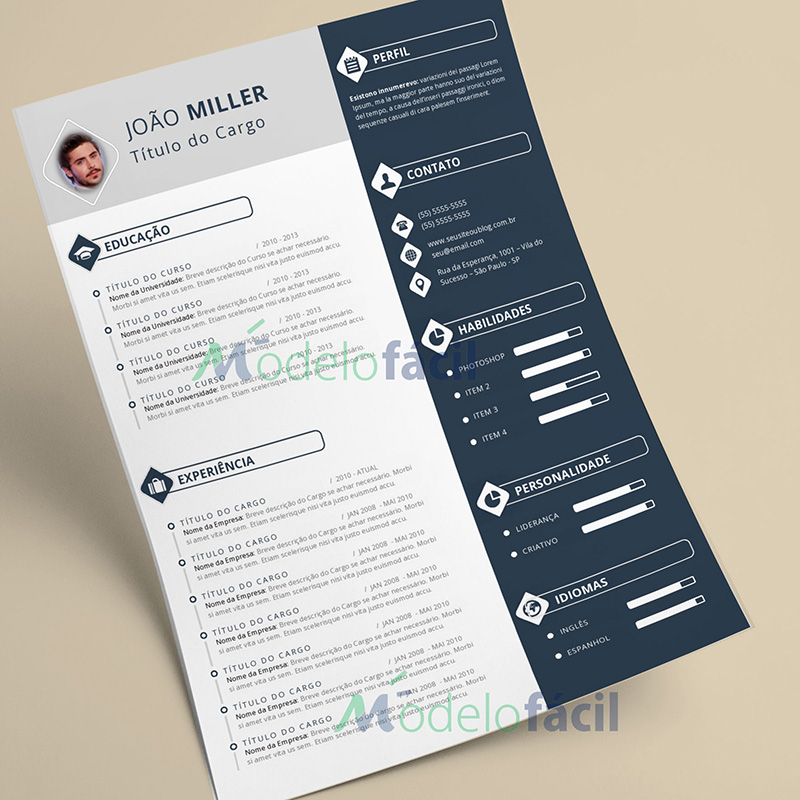 JOÃO MILLER
Título do Cargo
EDUCAÇÃO
TÍTULO DO CURSO / 2010 - 2013
Nome da Universidade: Breve descrição do Curso se achar necessário.
Morbi si amet vita us sem. Etiam scelerisque nisi vita justo euismod accu.
TÍTULO DO CURSO / 2010 - 2013
Nome da Universidade: Breve descrição do Curso se achar necessário.
Morbi si amet vita us sem. Etiam scelerisque nisi vit justo euismod accu.
TÍTULO DO CURSO / 2010 - 2013
Nome da Universidade: Breve descrição do Curso se achar necessário.
Morbi si amet vita us sem. Etiam scelerisque nisi vita justo euismod accu.
TÍTULO DO CURSO / 2010 - 2013
Nome da Universidade: Breve descrição do Curso se achar necessário.
Morbi si amet vita us sem. Etiam scelerisque nisi vit justo euismod accu.
EXPERIÊNCIA
TÍTULO DO CARGO / 2010 - ATUAL
Nome da Empresa: Breve descrição do Cargo se achar necessário. Morbi
si amet vita us sem. Etiam scelerisque nisi vita justo euismod accu.
TÍTULO DO CARGO / JAN 2008 - MAI 2010
Nome da Empresa: Breve descrição do Cargo se achar necessário. Morbi
si amet vita us sem. Etiam scelerisque nisi vita justo euismod accu.
TÍTULO DO CARGO / JAN 2008 - MAI 2010
Nome da Empresa: Breve descrição do Cargo se achar necessário. Morbi
si amet vita us sem. Etiam scelerisque nisi vita justo euismod accu.
TÍTULO DO CARGO / JAN 2008 - MAI 2010
Nome da Empresa: Breve descrição do Cargo se achar necessário. Morbi
si amet vita us sem. Etiam scelerisque nisi vita justo euismod accu.
TÍTULO DO CARGO / JAN 2008 - MAI 2010
Nome da Empresa: Breve descrição do Cargo se achar necessário. Morbi
si amet vita us sem. Etiam scelerisque nisi vita justo euismod accu.
TÍTULO DO CARGO / JAN 2008 - MAI 2010
Nome da Empresa: Breve descrição do Cargo se achar necessário. Morbi
si amet vita us sem. Etiam scelerisque nisi vita justo euismod accu.
TÍTULO DO CARGO / JAN 2008 - MAI 2010
Nome da Empresa: Breve descrição do Cargo se achar necessário. Morbi
si amet vita us sem. Etiam scelerisque nisi vita justo euismod accu.
PERFIL
Esistono innumerevo: variazioni dei passagi Lorem
Ipsum, ma la maggior parte hanno suo del variazioni
del tempo, a causa dell'inseri passaggi ironici, o diom
sequenze casuali di cara palesem l'inseriment.
CONTATO
(55) 5555-5555
(55) 5555-5555
www.seusiteoublog.com.br
seu@email.com
Rua da Esperança, 1001 – Vila do
Sucesso – São Paulo - SP
HABILIDADES
PHOTOSHOP
ITEM 2
ITEM 3
ITEM 4
PERSONALIDADE
LIDERANÇA
CRIATIVO
IDIOMAS
INGLÊS
ESPANHOL
Modelofácil
Modelofácil